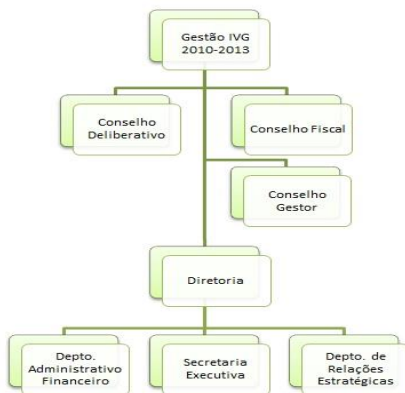 Gestão IVG
2010-2013
Conselho
Deliberativo
Conselho Fiscal
Conselho
Gestor
Diretoria
Depto.
Administrativo
Financeiro
Secretaria
Executiva
Depto. de
Relações
Estratégicas